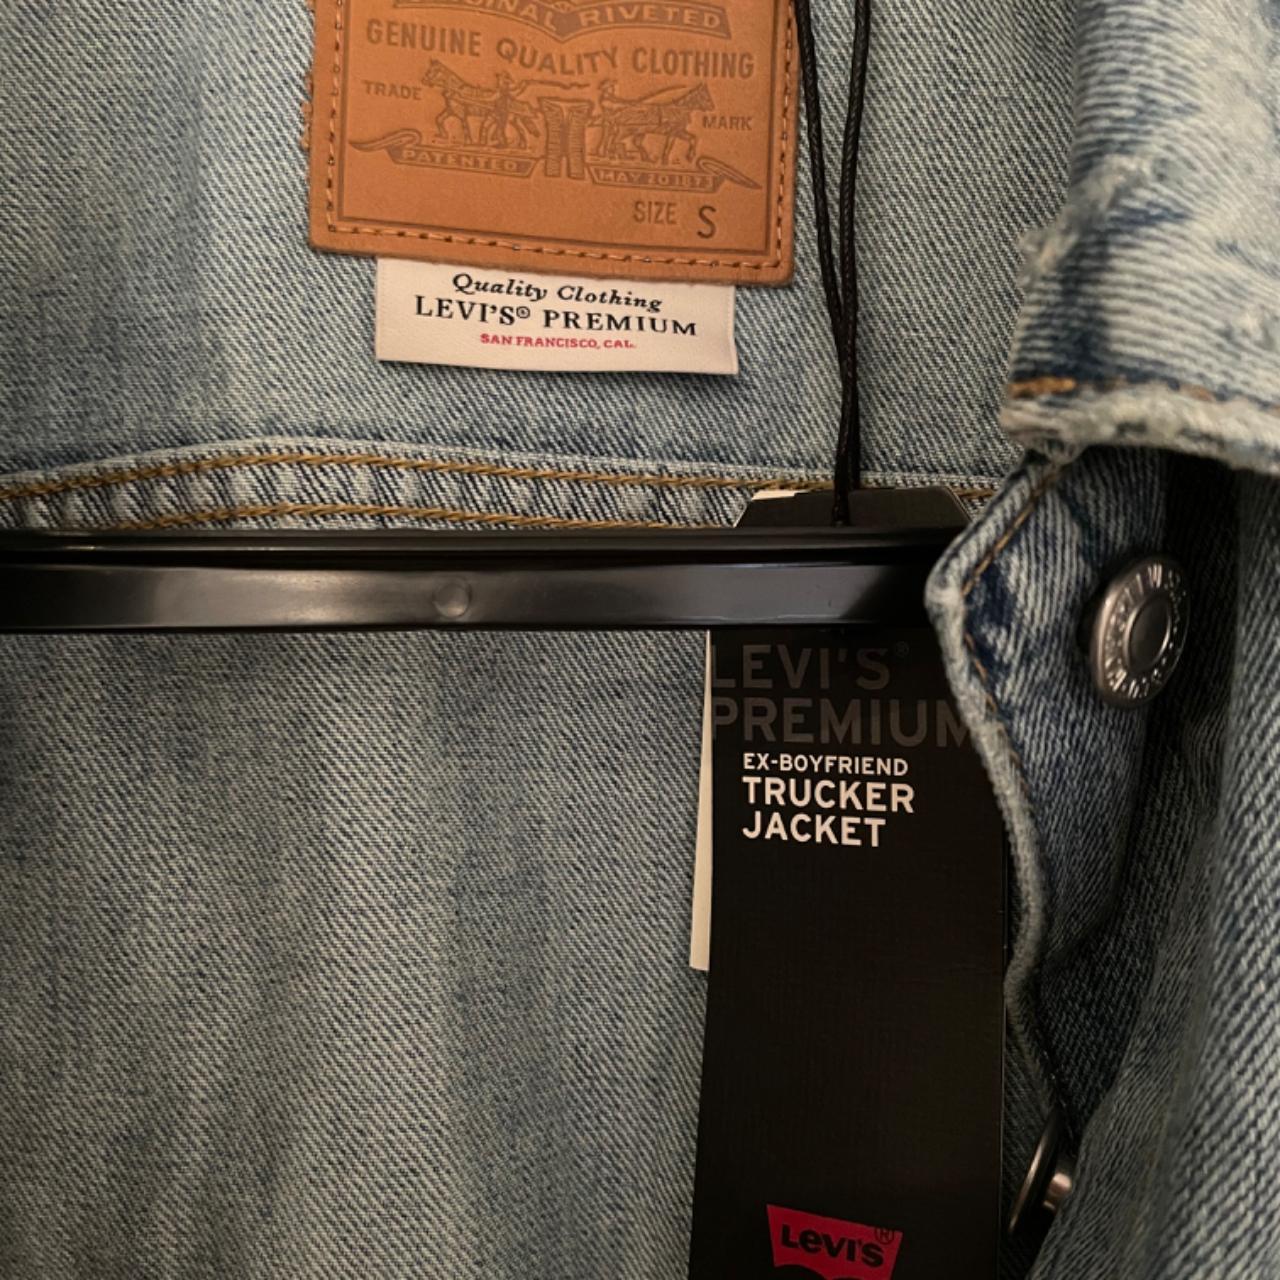 ORIGINAL RIVETED
GENUINE QUALITY CLOTHING
TRADE MARK
PATENTED MAY 20 1873
SIZE S
Quality Clothing
LEVI'S® PREMIUM
SAN FRANCISCO, CAL.
LEVI'S®
PREMIUM
EX-BOYFRIEND
TRUCKER
JACKET
Levi's®